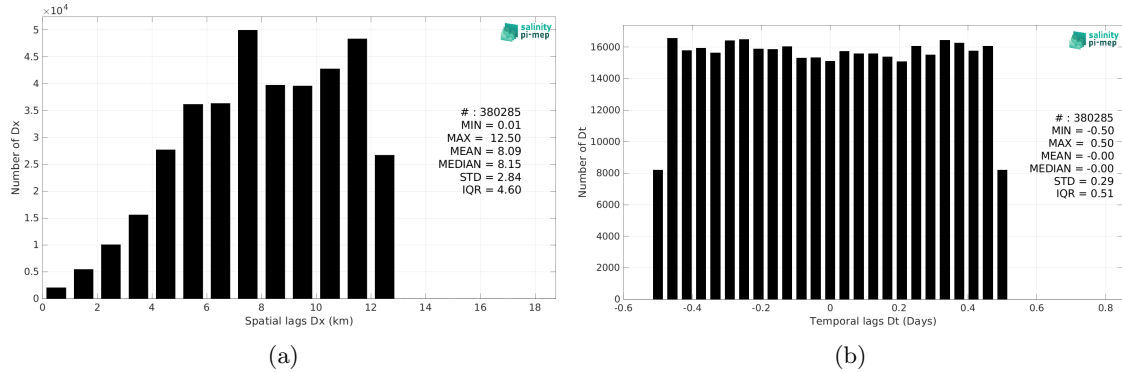 ×10⁴
5
4.5
4
3.5
3
2.5
2
1.5
1
0.5
0
Number of Dx
0 2 4 6 8 10 12 14 16 18
Spatial lags Dx (km)
salinity
pi-mep
# : 380285
MIN = 0.01
MAX = 12.50
MEAN = 8.09
MEDIAN = 8.15
STD = 2.84
IQR = 4.60
(a)
16000
14000
12000
10000
8000
6000
4000
2000
0
Number of Dt
-0.6 -0.4 -0.2 0 0.2 0.4 0.6 0.8
Temporal lags Dt (Days)
salinity
pi-mep
# : 380285
MIN = -0.50
MAX = 0.50
MEAN = -0.00
MEDIAN = -0.00
STD = 0.29
IQR = 0.51
(b)